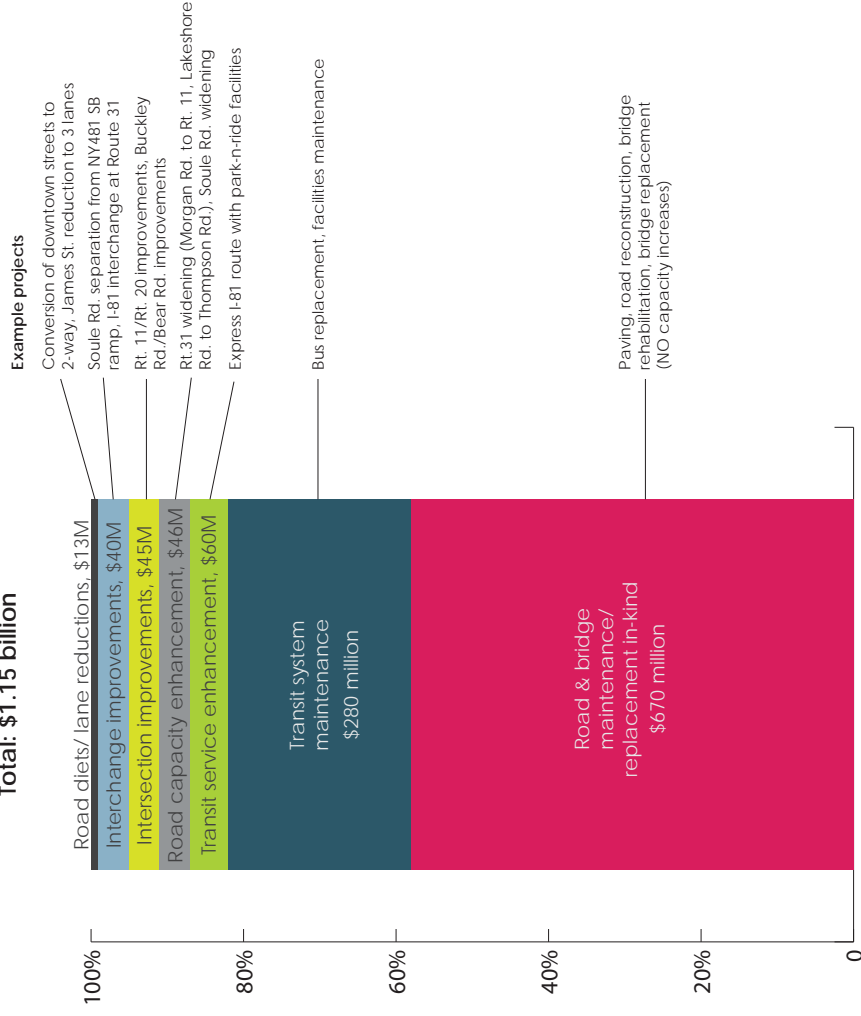 Total: $1.15 billion
Example projects
100%
80%
60%
40%
20%
0
Road diets/ lane reductions, $13M
Interchange improvements, $40M
Intersection improvements, $45M
Road capacity enhancement, $46M
Transit service enhancement, $60M
Transit system
maintenance
$280 million
Road & bridge
maintenance/
replacement in-kind
$670 million
Conversion of downtown streets to
2-way, James St. reduction to 3 lanes
Soule Rd. separation from NY481 SB
ramp, I-81 interchange at Route 31
Rt. 11/Rt. 20 improvements, Buckley
Rd./Bear Rd. improvements
Rt.31 widening (Morgan Rd. to Rt. 11, Lakeshore
Rd. to Thompson Rd.), Soule Rd. widening
Express I-81 route with park-n-ride facilities
Bus replacement, facilities maintenance
Paving, road reconstruction, bridge
rehabilitation, bridge replacement
(NO capacity increases)